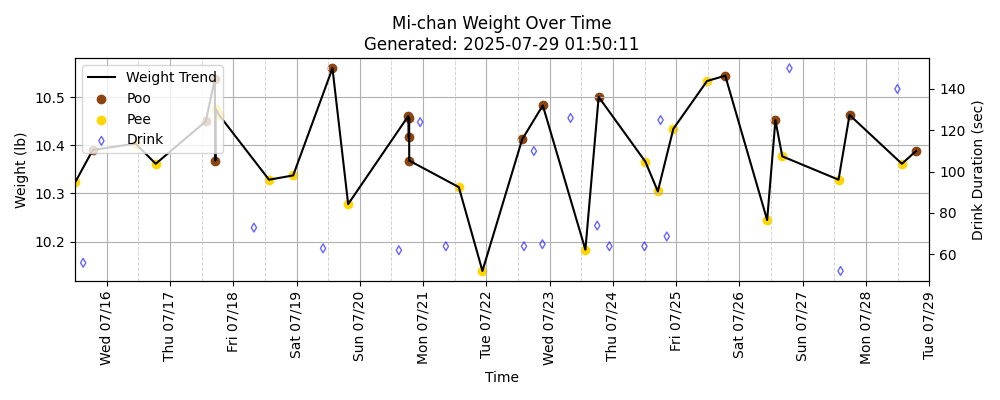 Mi-chan Weight Over Time
Generated: 2025-07-29 01:50:11
Weight Trend
Poo
Pee
Drink
Weight (lb)
10.5
10.4
10.3
10.2
140
120
100
80
60
Drink Duration (sec)
Wed 07/16
Thu 07/17
Fri 07/18
Sat 07/19
Sun 07/20
Mon 07/21
Tue 07/22
Wed 07/23
Thu 07/24
Fri 07/25
Sat 07/26
Sun 07/27
Mon 07/28
Tue 07/29
Time